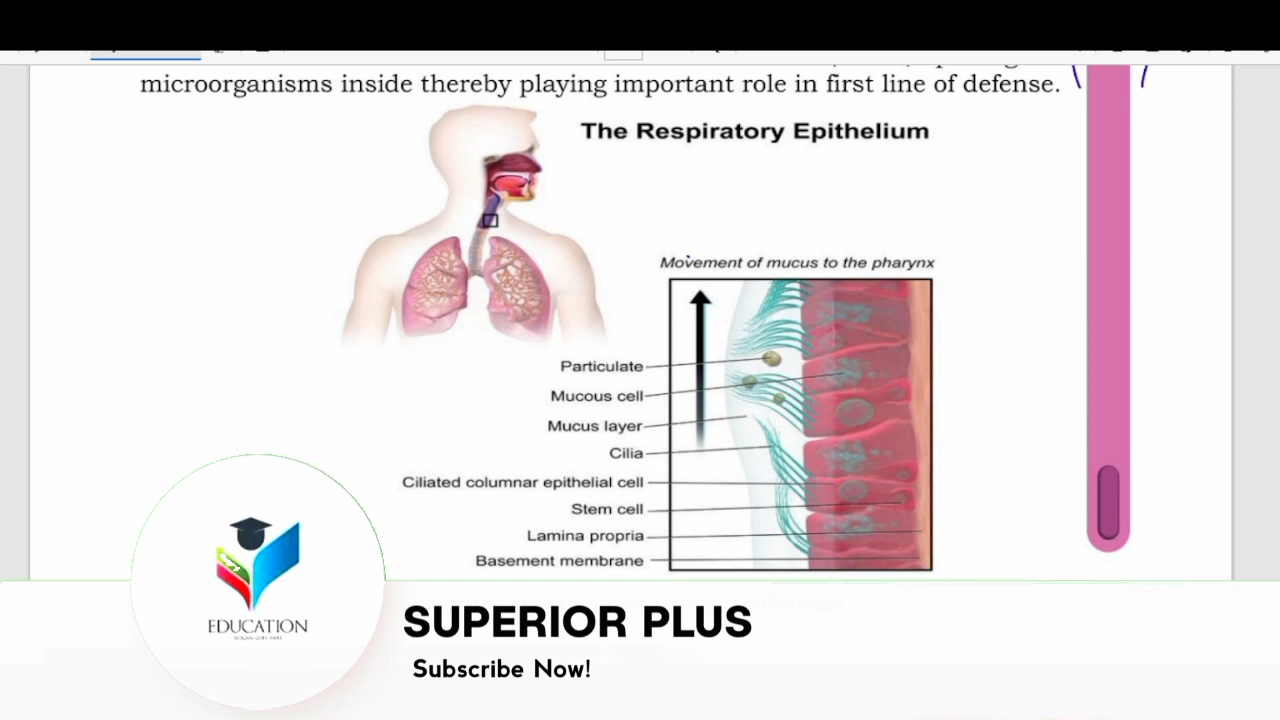 microorganisms inside thereby playing important role in first line of defense.
The Respiratory Epithelium
Movement of mucus to the pharynx
Particulate
Mucous cell
Mucus layer
Cilia
Ciliated columnar epithelial cell
Stem cell
Lamina propria
Basement membrane
EDUCATION
SUPERIOR PLUS
Subscribe Now!